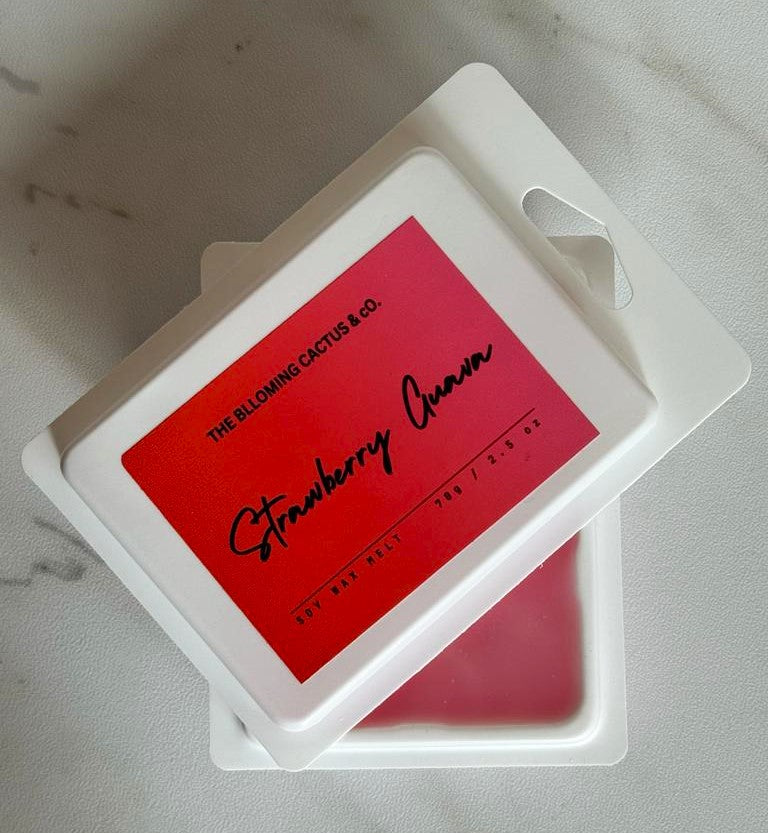 THE BLLOMING CACTUS & cO.
Strawberry Guava
SOY WAX MELT 70g / 2.5 oz